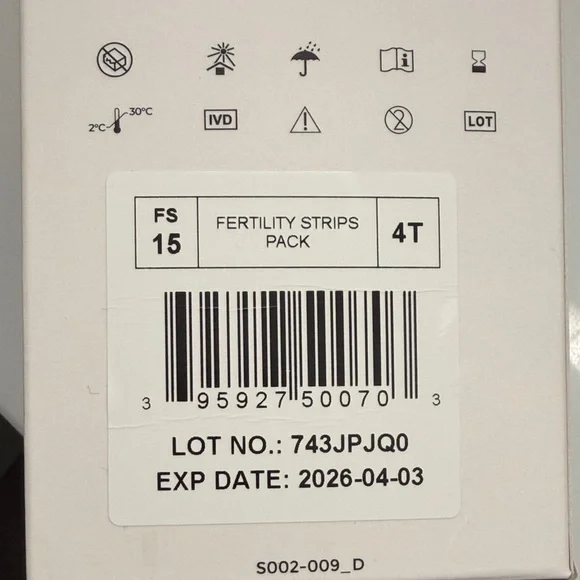 2°C 30°C IVD LOT
FS 15 FERTILITY STRIPS PACK 4T
3 95927 50070 3
LOT NO.: 743JPJQ0
EXP DATE: 2026-04-03
S002-009_D